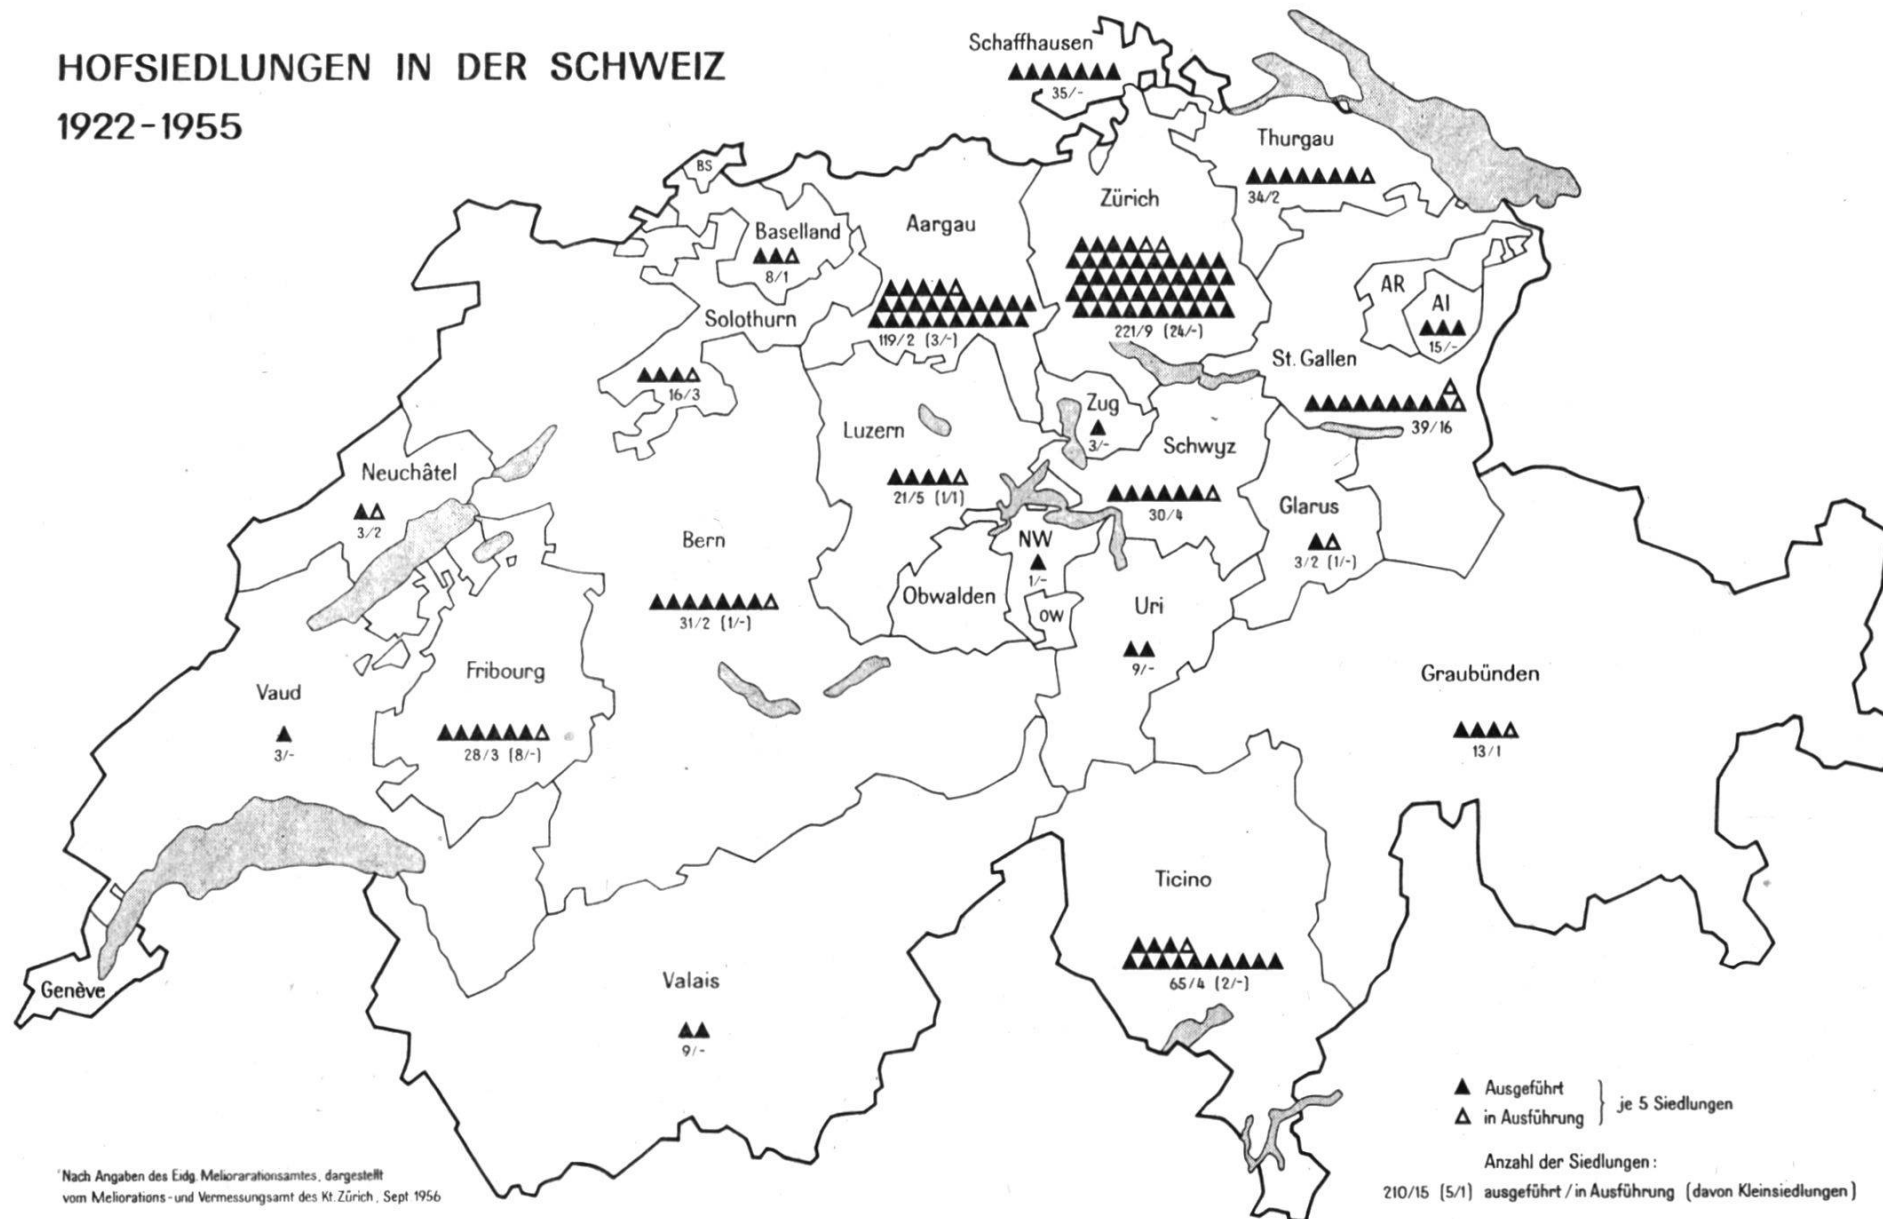 HOFSIEDLUNGEN IN DER SCHWEIZ
1922-1955
Schaffhausen
35/-
Thurgau
34/2
BS
Baselland
8/1
Aargau
119/2 (3/-)
Zürich
221/9 (24/-)
AR
AI
15/-
Solothurn
16/3
St. Gallen
39/16
Luzern
21/5 (1/1)
Zug
3/-
Schwyz
30/4
Neuchâtel
3/2
Glarus
3/2 (1/-)
Bern
31/2 (1/-)
NW
1/-
Obwalden
OW
Uri
9/-
Fribourg
28/3 (8/-)
Vaud
3/-
Graubünden
13/1
Ticino
65/4 (2/-)
Genève
Valais
9/-
Ausgeführt
in Ausführung
je 5 Siedlungen
Anzahl der Siedlungen:
210/15 (5/1) ausgeführt / in Ausführung (davon Kleinsiedlungen)
Nach Angaben des Eidg. Meliorarationsamtes, dargestellt
vom Meliorations- und Vermessungsamt des Kt. Zürich, Sept 1956